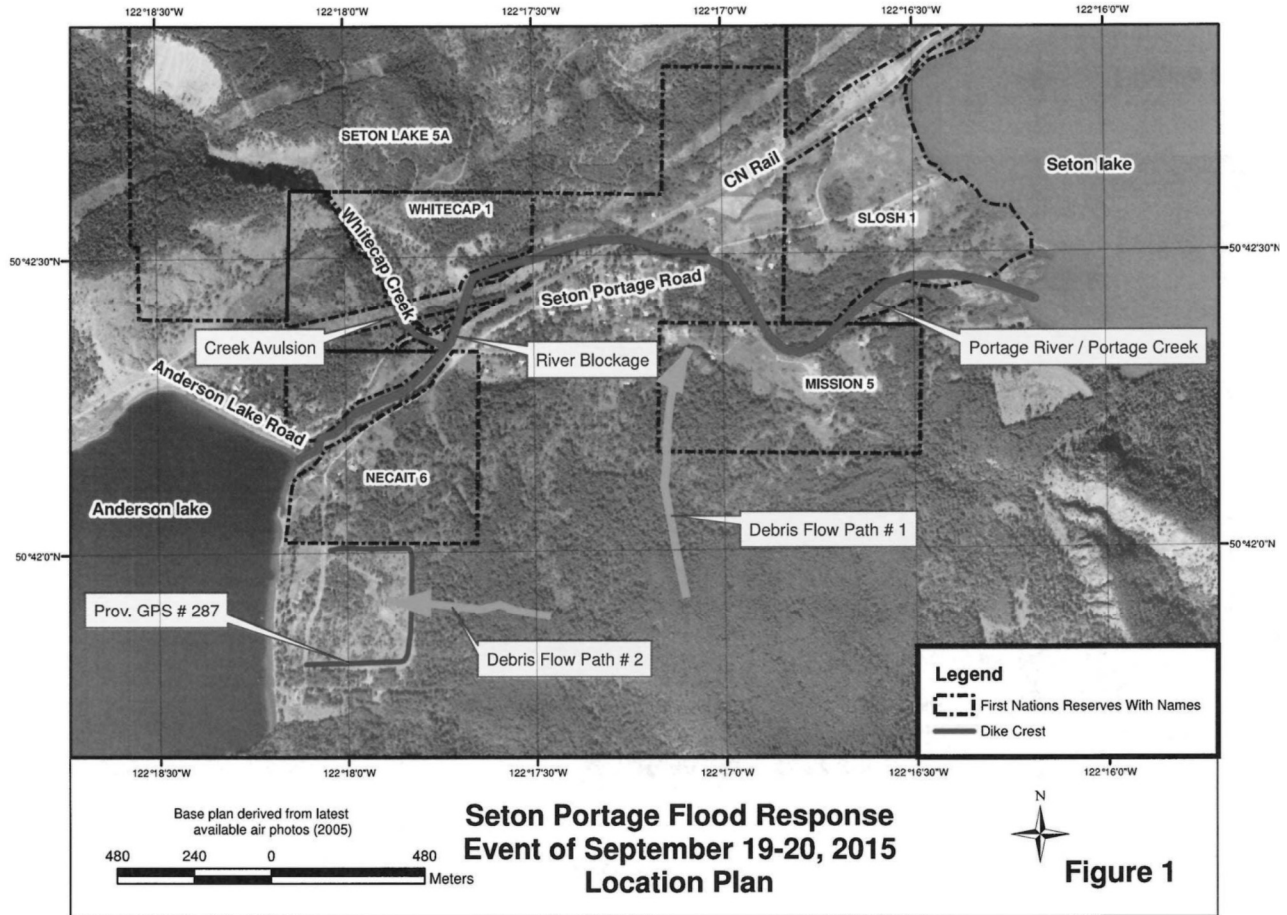 122°18'30"W 122°18'0"W 122°17'30"W 122°17'0"W 122°16'30"W 122°16'0"W
SETON LAKE 5A
CN Rail
Seton lake
WHITECAP 1
SLOSH 1
Whitecap Creek
50°42'30"N 50°42'30"N
Seton Portage Road
Creek Avulsion
River Blockage
Portage River / Portage Creek
MISSION 5
Anderson Lake Road
NECAIT 6
Anderson lake
Debris Flow Path # 1
50°42'0"N 50°42'0"N
Prov. GPS # 287
Debris Flow Path # 2
Legend
First Nations Reserves With Names
Dike Crest
122°18'30"W 122°18'0"W 122°17'30"W 122°17'0"W 122°16'30"W 122°16'0"W
Base plan derived from latest
available air photos (2005)
480 240 0 480
Meters
Seton Portage Flood Response
Event of September 19-20, 2015
Location Plan
N
Figure 1